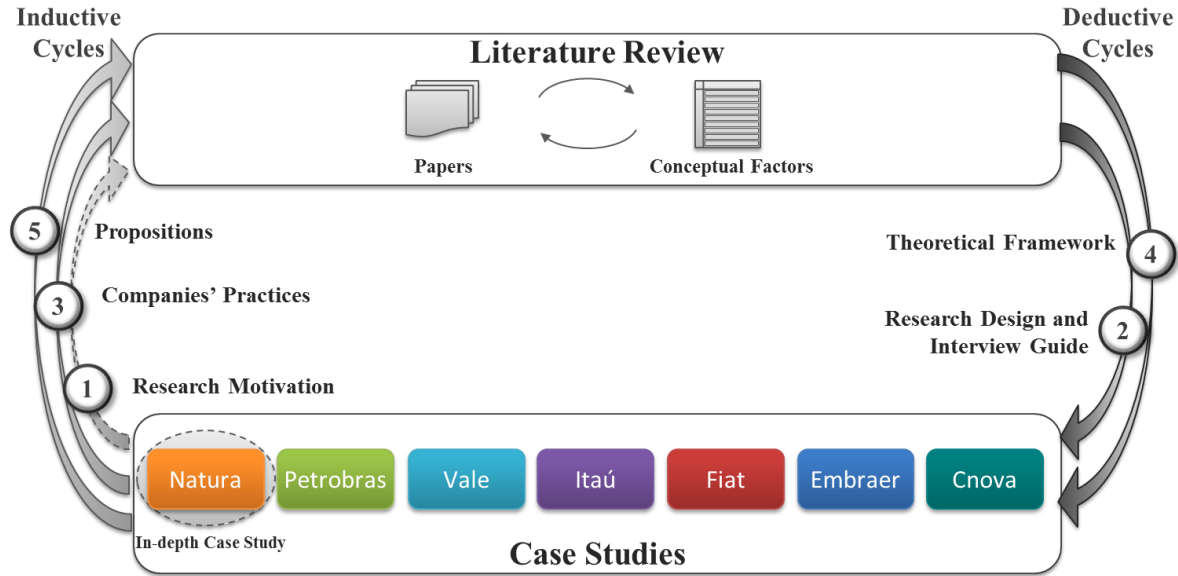 Inductive
Cycles
Deductive
Cycles
Literature Review
Papers
Conceptual Factors
5
Propositions
Theoretical Framework
4
3
Companies’ Practices
Research Design and
Interview Guide
2
1
Research Motivation
Natura
Petrobras
Vale
Itaú
Fiat
Embraer
Cnova
In-depth Case Study
Case Studies